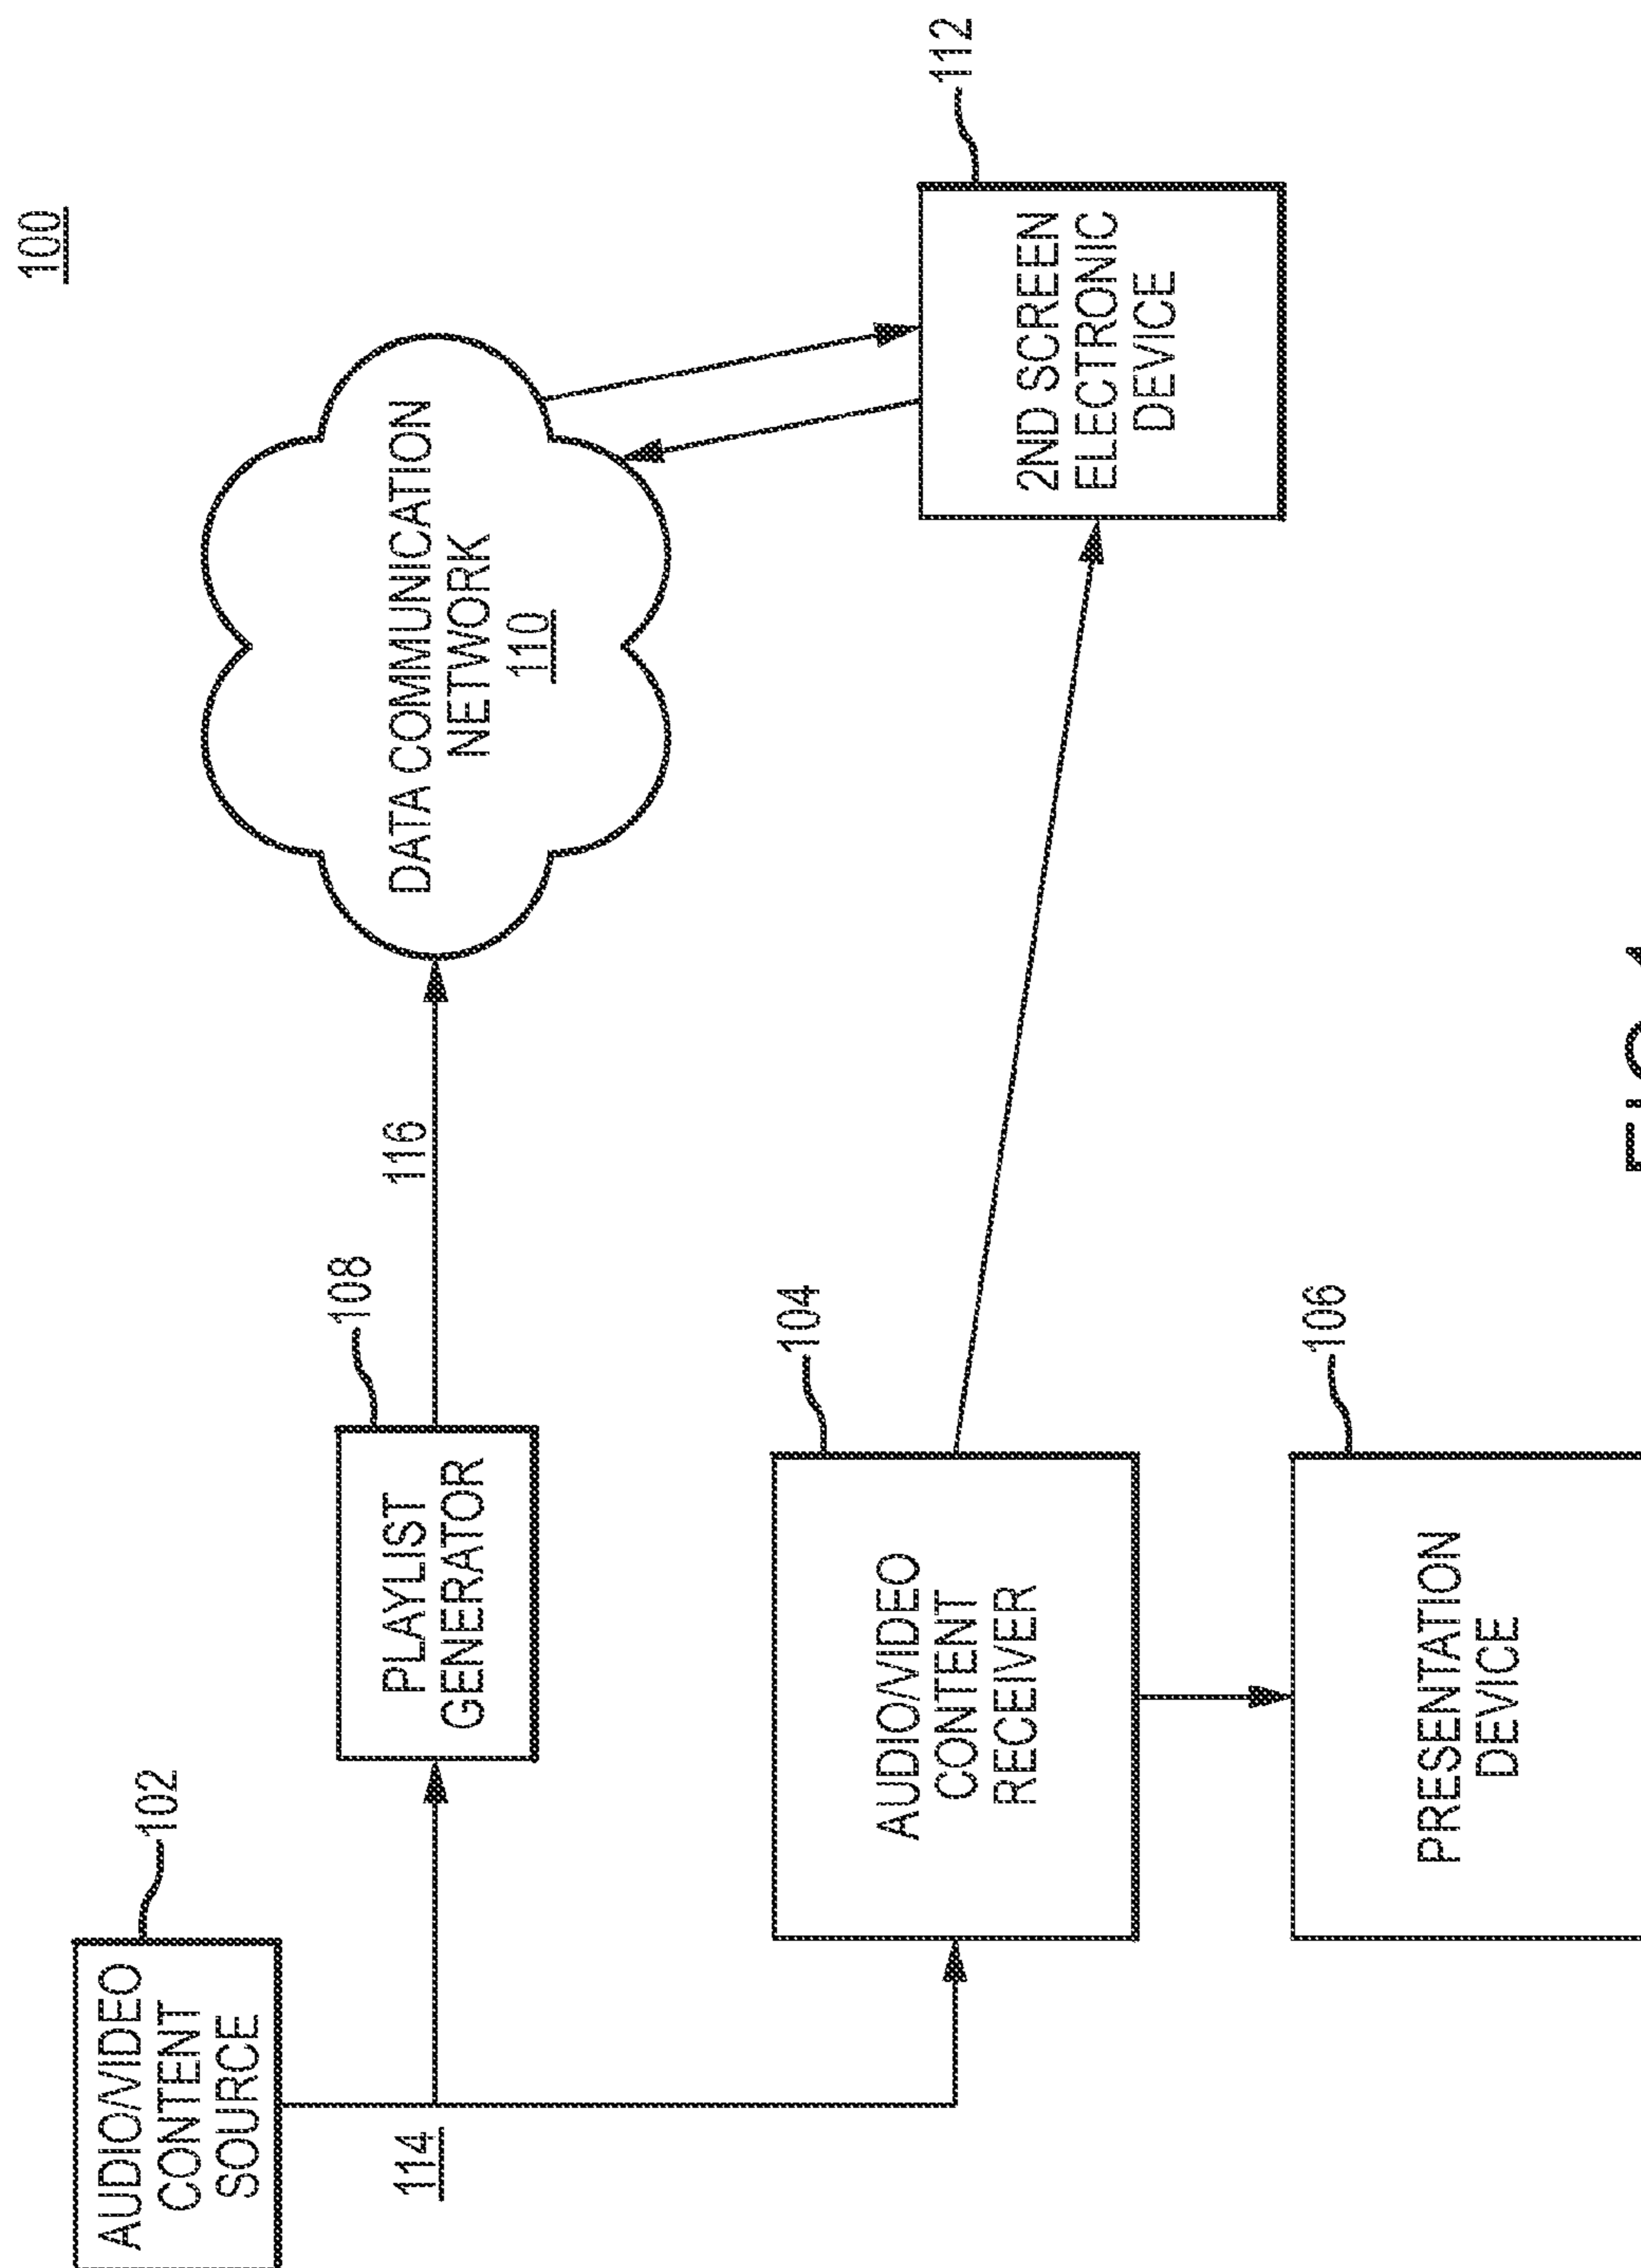 100
AUDIO/VIDEO
CONTENT
SOURCE
102
114
PLAYLIST
GENERATOR
108
116
DATA COMMUNICATION
NETWORK
110
AUDIO/VIDEO
CONTENT
RECEIVER
104
2ND SCREEN
ELECTRONIC
DEVICE
112
PRESENTATION
DEVICE
106